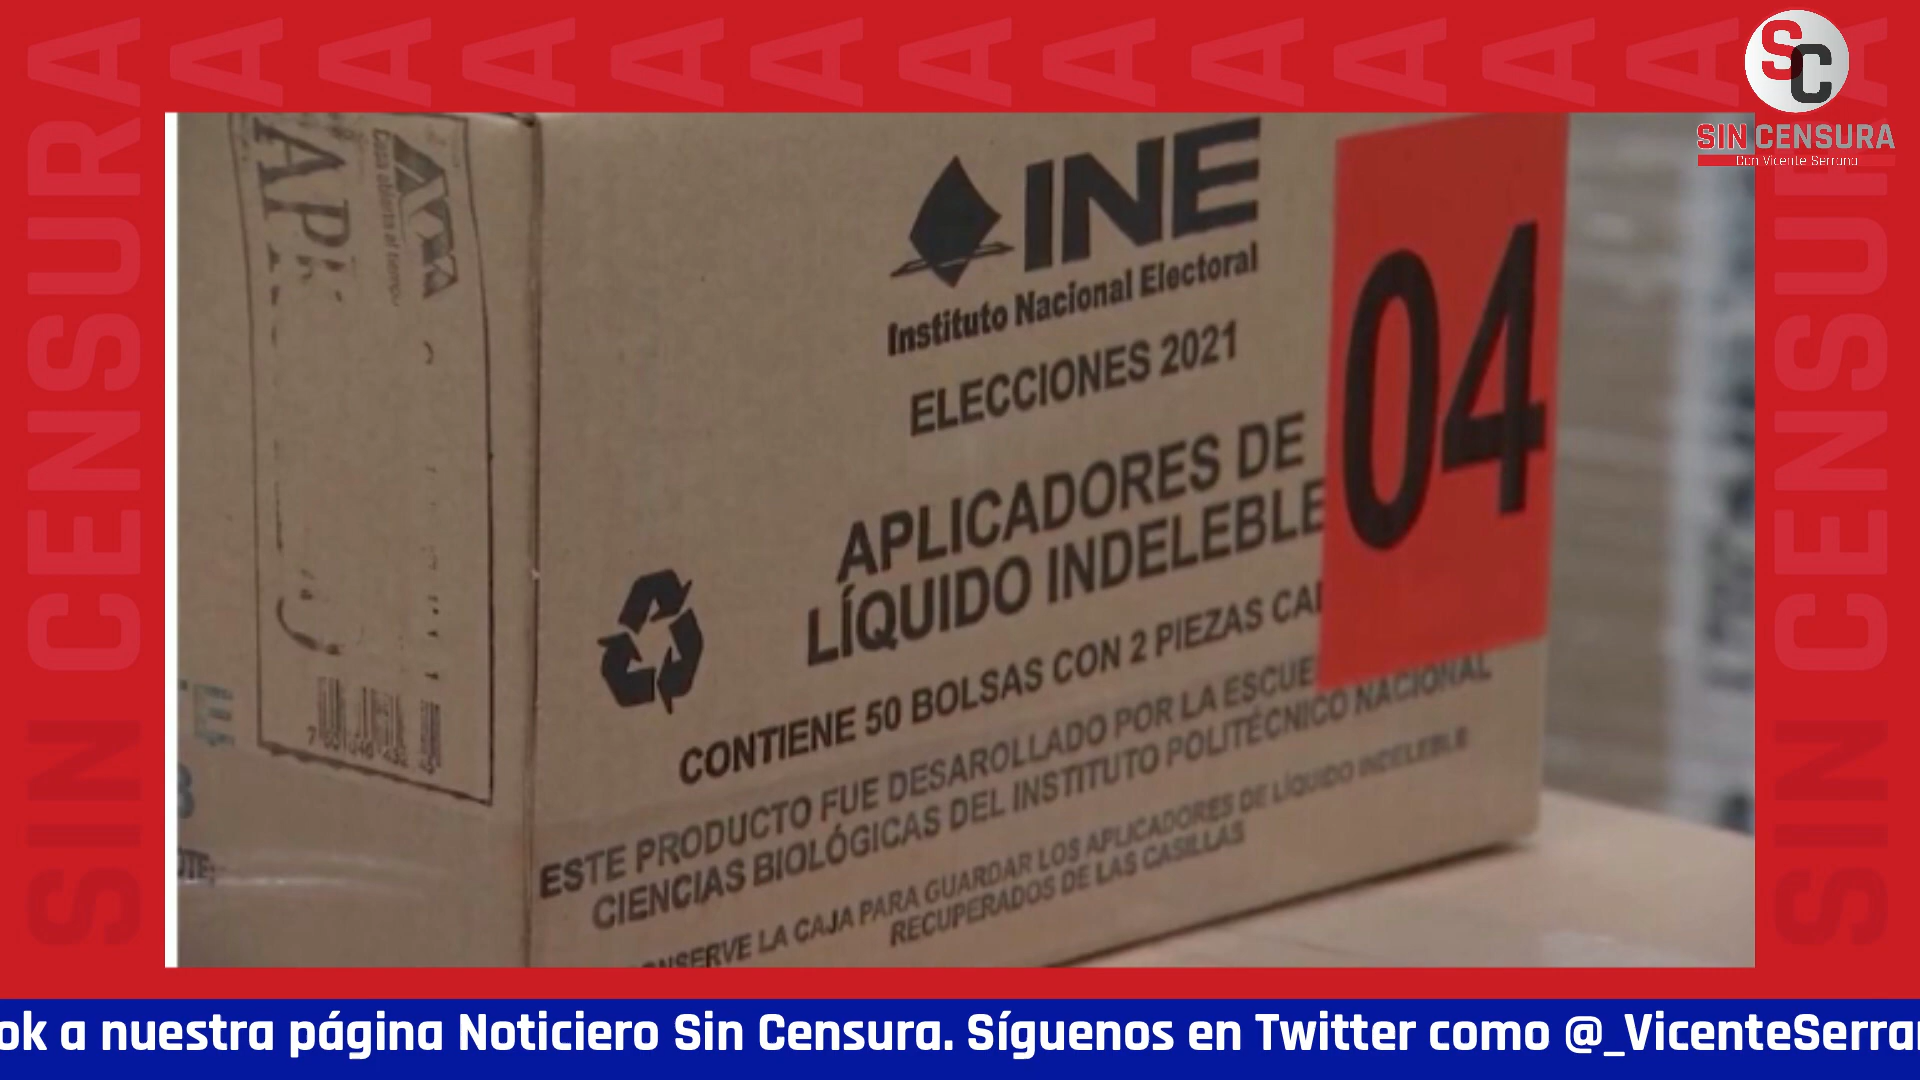 SC
SIN CENSURA
Con Vicente Serrano
SIN CENSURA
SIN CENSURA
A A A A A A A A A A A
INE
Instituto Nacional Electoral
ELECCIONES 2021
04
APLICADORES DE
LÍQUIDO INDELEBLE
CONTIENE 50 BOLSAS CON 2 PIEZAS
ESTE PRODUCTO FUE DESAROLLADO POR LA ESCUE
CIENCIAS BIOLÓGICAS DEL INSTITUTO POLITÉCNICO NACIONAL
NSERVE LA CAJA PARA GUARDAR LOS APLICADORES DE LÍQUIDO INDELEBLE
RECUPERADOS DE LAS CASILLAS
ok a nuestra página Noticiero Sin Censura. Síguenos en Twitter como @_VicenteSerra